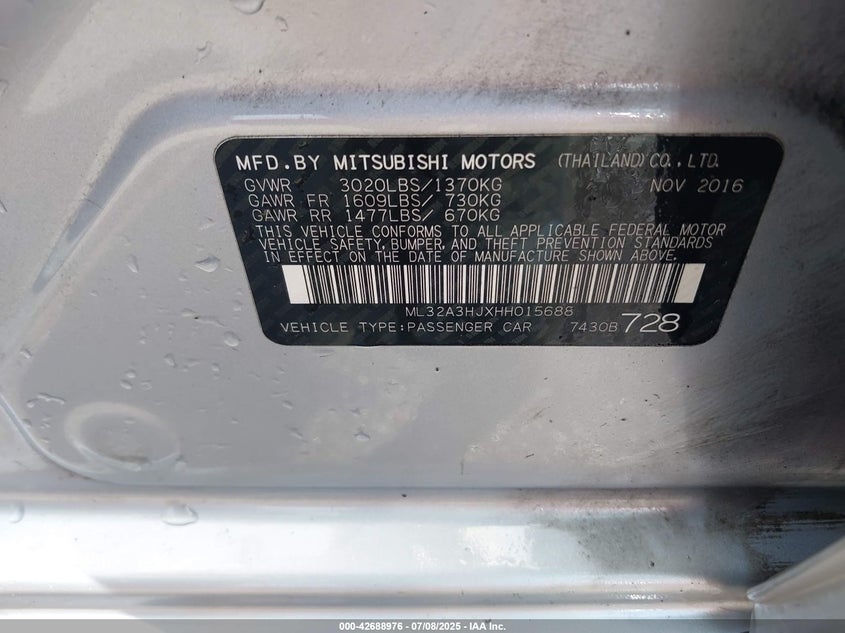 MFD.BY MITSUBISHI MOTORS (THAILAND) CO., LTD.
GVWR 3020LBS/1370KG NOV 2016
GAWR FR 1609LBS/ 730KG
GAWR RR 1477LBS/ 670KG
THIS VEHICLE CONFORMS TO ALL APPLICABLE FEDERAL MOTOR
VEHICLE SAFETY, BUMPER, AND THEFT PREVENTION STANDARDS
IN EFFECT ON THE DATE OF MANUFACTURE SHOWN ABOVE.
ML32A3HJXHH015688
VEHICLE TYPE:PASSENGER CAR 7430B 728
000-42688976 - 07/08/2025 - IAA Inc.